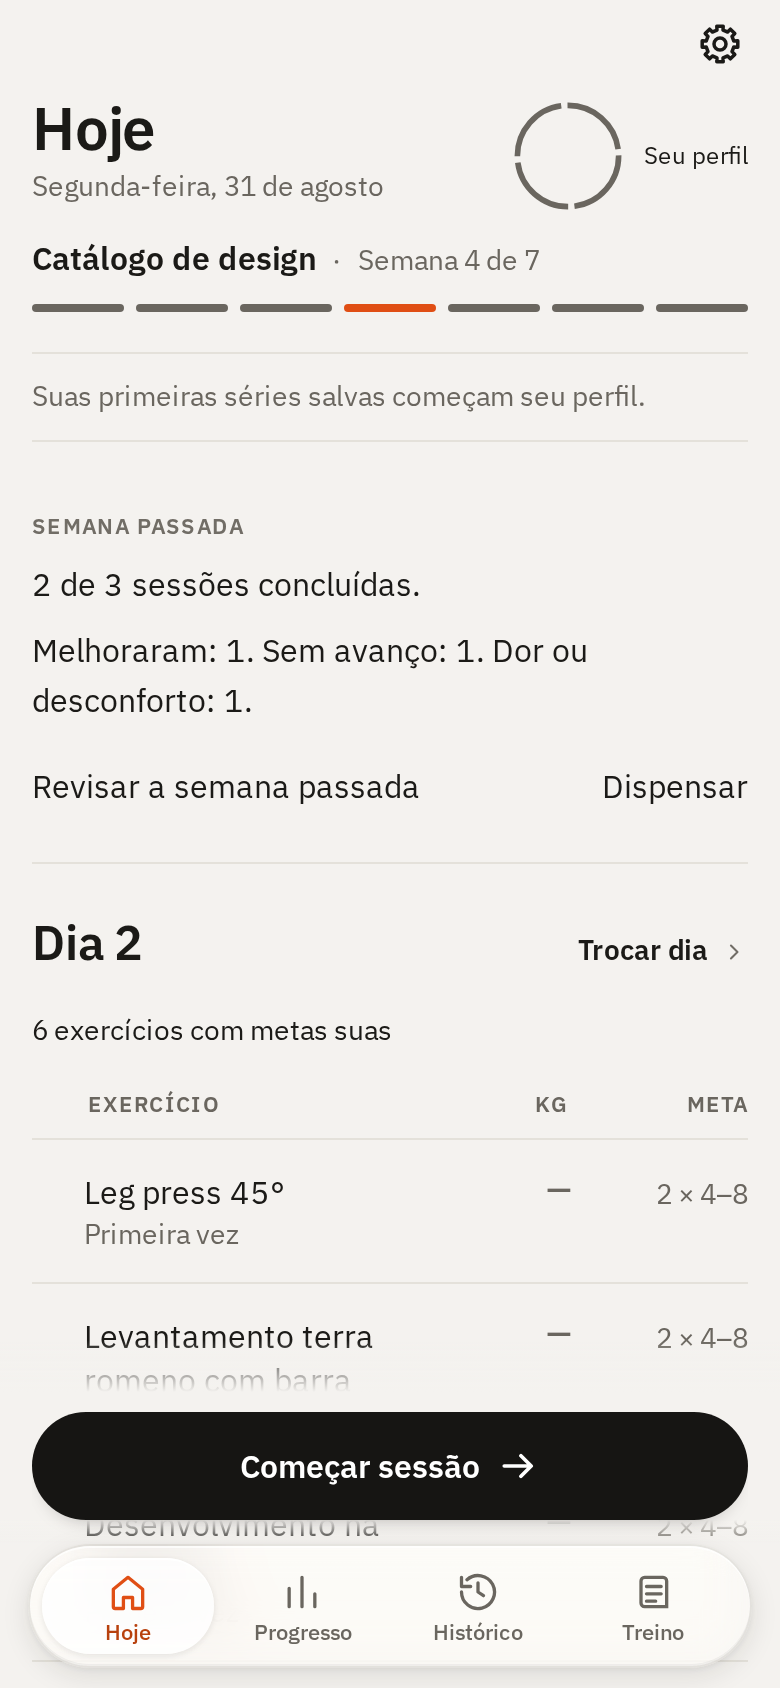 Hoje
Segunda-feira, 31 de agosto
Seu perfil
Catálogo de design · Semana 4 de 7
Suas primeiras séries salvas começam seu perfil.
SEMANA PASSADA
2 de 3 sessões concluídas.
Melhoraram: 1. Sem avanço: 1. Dor ou
desconforto: 1.
Revisar a semana passada Dispensar
Dia 2 Trocar dia
6 exercícios com metas suas
EXERCÍCIO KG META
Leg press 45° — 2 × 4–8
Primeira vez
Levantamento terra — 2 × 4–8
romeno com barra
Começar sessão
Desenvolvimento na — 2 × 4–8
Hoje Progresso Histórico Treino